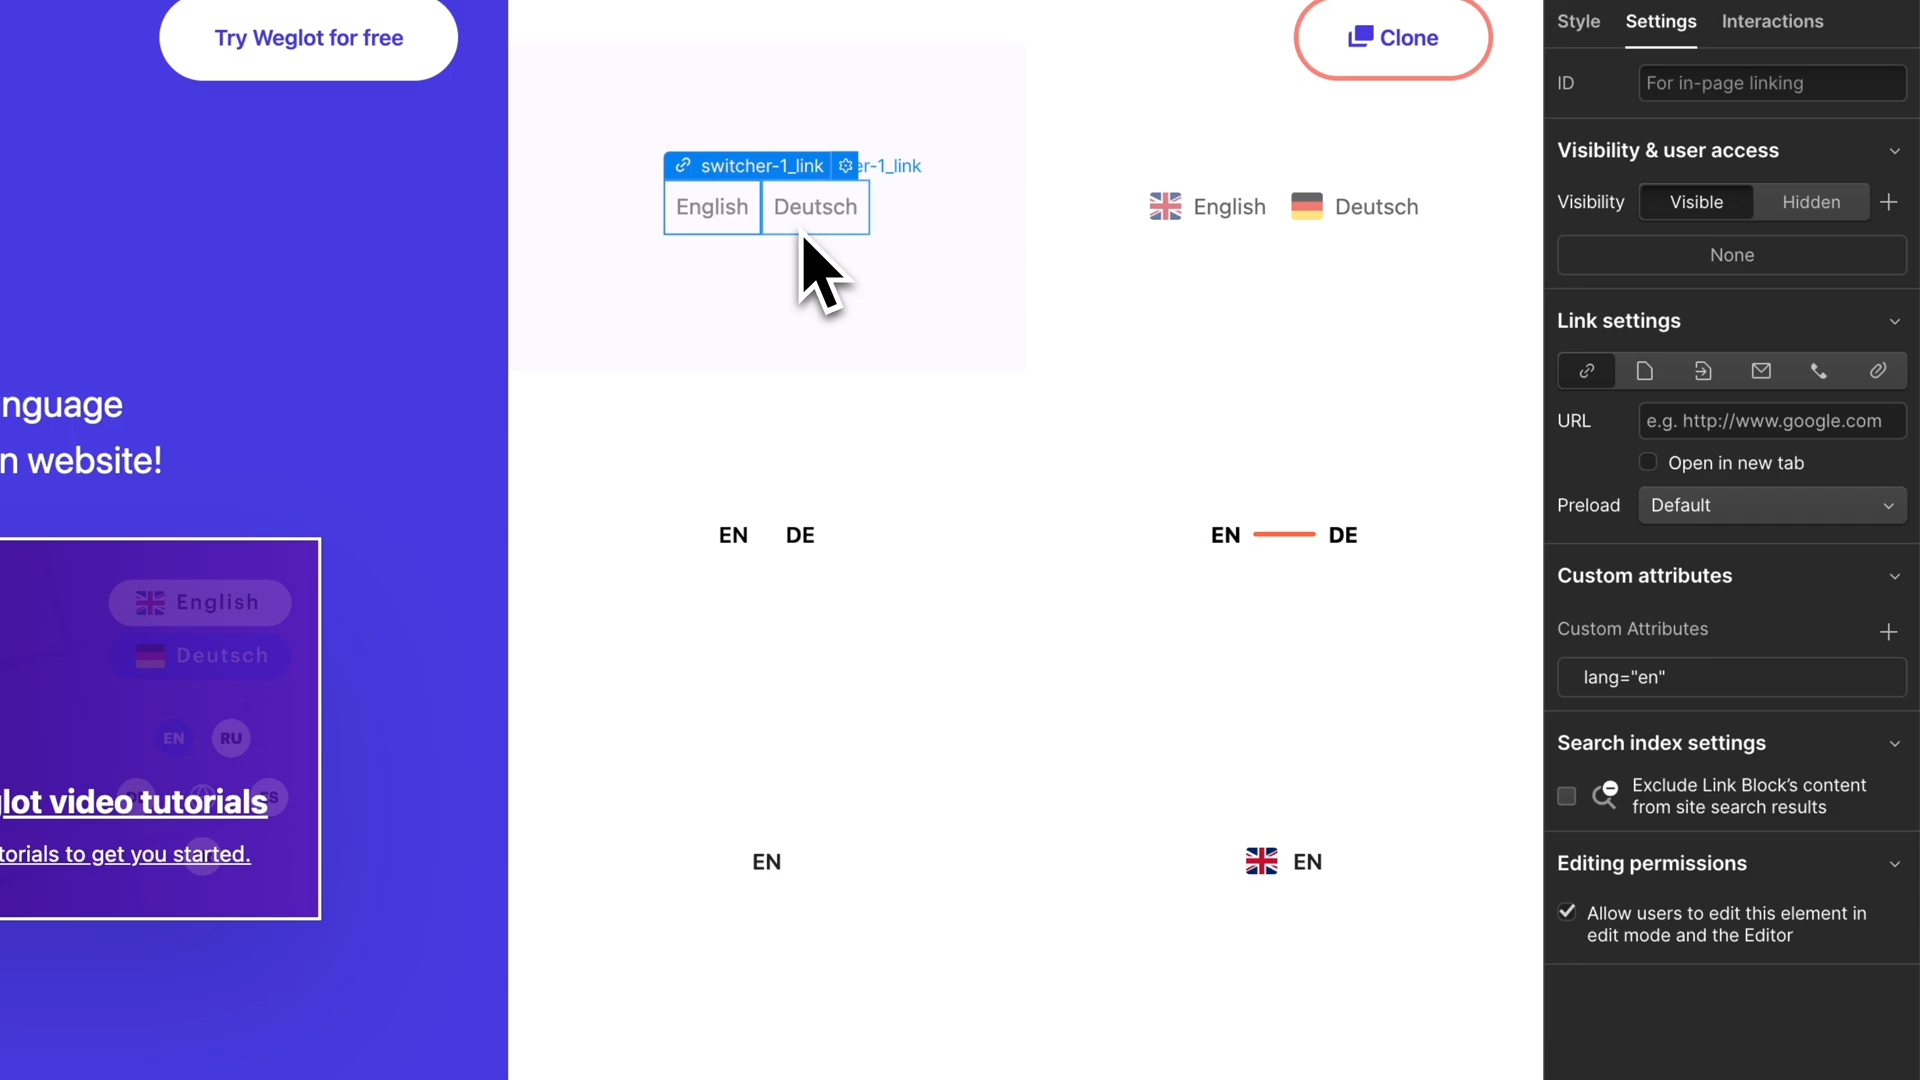 Try Weglot for free
nguage
n website!
English
Deutsch
EN
RU
ES
lot video tutorials
torials to get you started.
Clone
switcher-1_link
er-1_link
English
Deutsch
English
Deutsch
EN
DE
EN
DE
EN
EN
Style
Settings
Interactions
ID
For in-page linking
Visibility & user access
Visibility
Visible
Hidden
None
Link settings
URL
e.g. http://www.google.com
Open in new tab
Preload
Default
Custom attributes
Custom Attributes
lang="en"
Search index settings
Exclude Link Block's content
from site search results
Editing permissions
Allow users to edit this element in
edit mode and the Editor